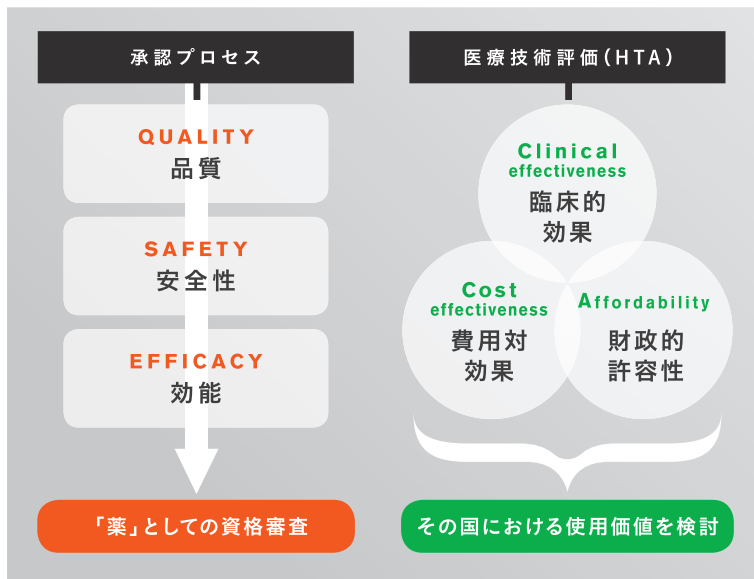 承認プロセス
QUALITY
品質
SAFETY
安全性
EFFICACY
効能
「薬」としての資格審査
医療技術評価(HTA)
Clinical
effectiveness
臨床的
効果
Cost
effectiveness
費用対
効果
Affordability
財政的
許容性
その国における使用価値を検討